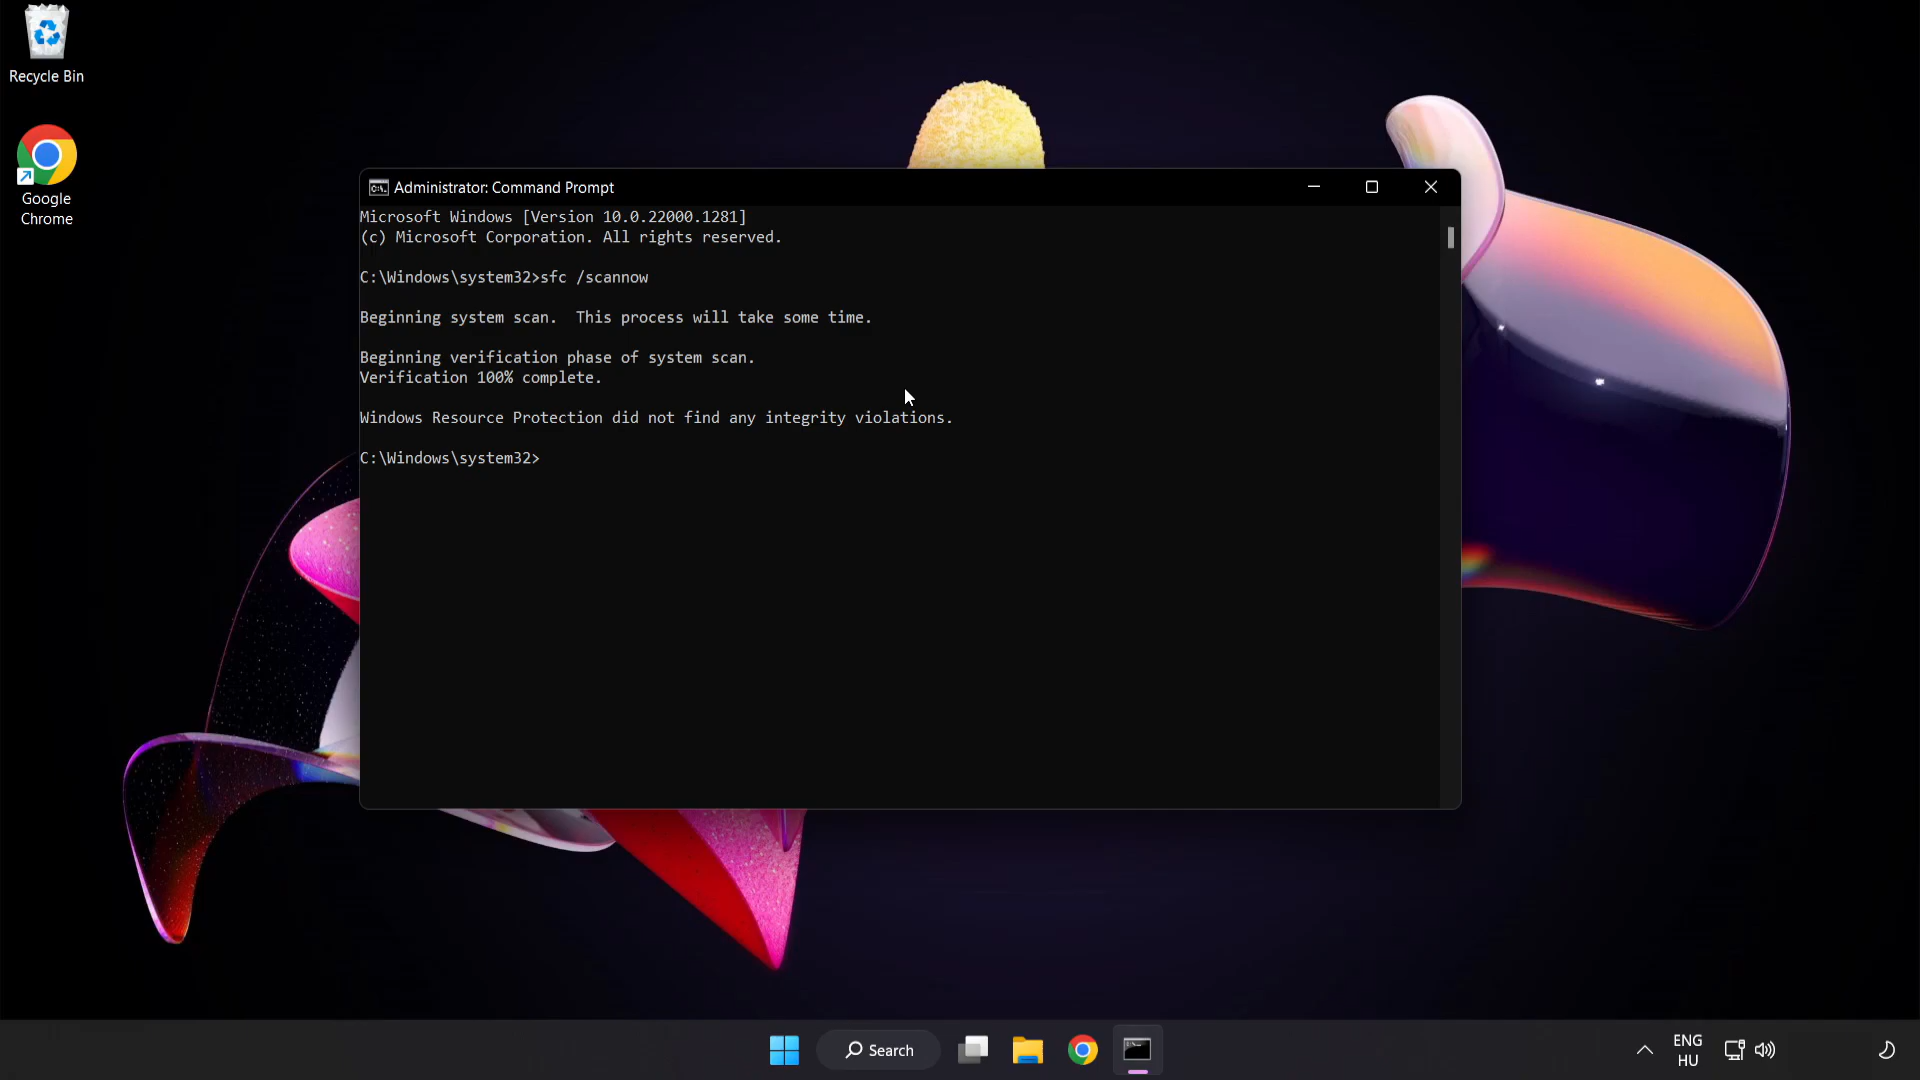 Recycle Bin
Google
Chrome
Administrator: Command Prompt
Microsoft Windows [Version 10.0.22000.1281]
(c) Microsoft Corporation. All rights reserved.
C:\Windows\system32>sfc /scannow
Beginning system scan.  This process will take some time.
Beginning verification phase of system scan.
Verification 100% complete.
Windows Resource Protection did not find any integrity violations.
C:\Windows\system32>
Search
ENG
HU